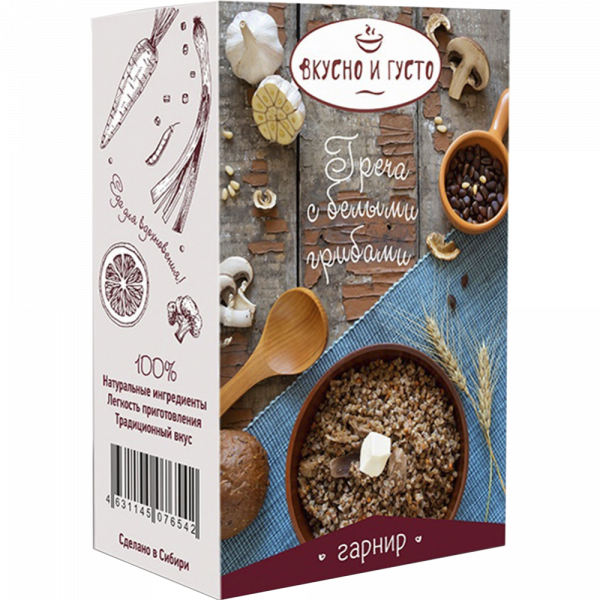 ВКУСНО И ГУСТО
Греча
с белыми
грибами
гарнир
Еда для вдохновения!
100%
Натуральные ингредиенты
Легкость приготовления
Традиционный вкус
4 631145 076542
Сделано в Сибири